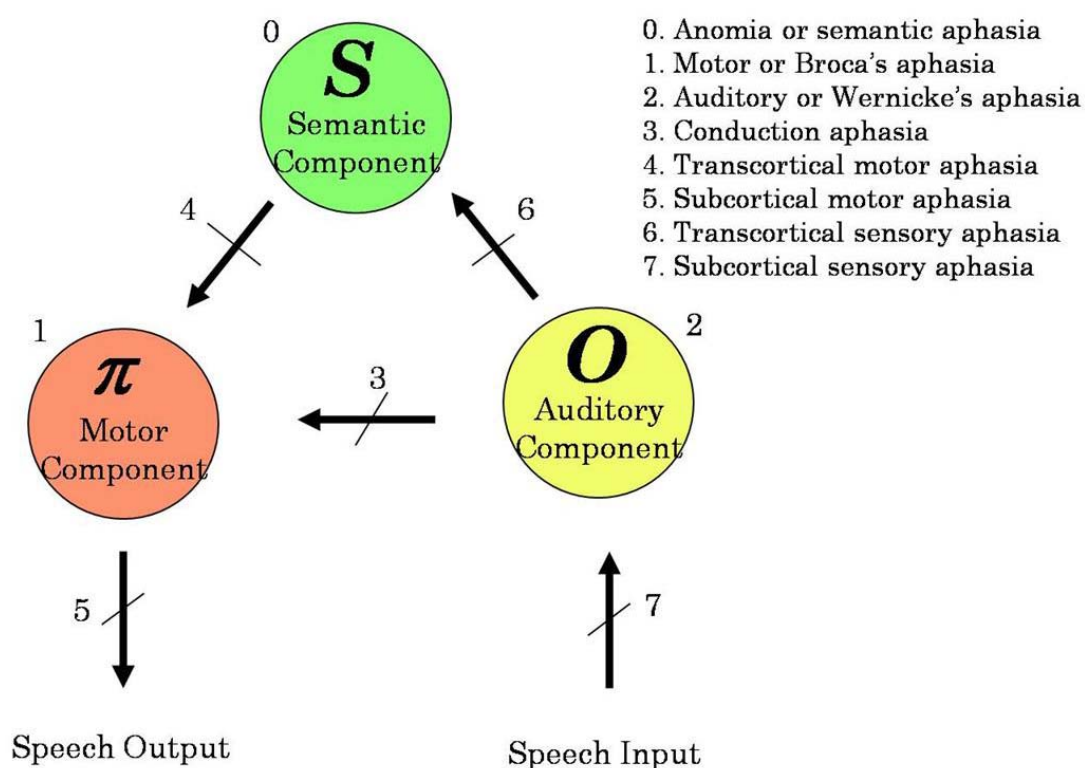 0
S
Semantic
Component
0. Anomia or semantic aphasia
1. Motor or Broca's aphasia
2. Auditory or Wernicke's aphasia
3. Conduction aphasia
4. Transcortical motor aphasia
5. Subcortical motor aphasia
6. Transcortical sensory aphasia
7. Subcortical sensory aphasia
4
6
1
π
Motor
Component
3
2
O
Auditory
Component
5
7
Speech Output
Speech Input